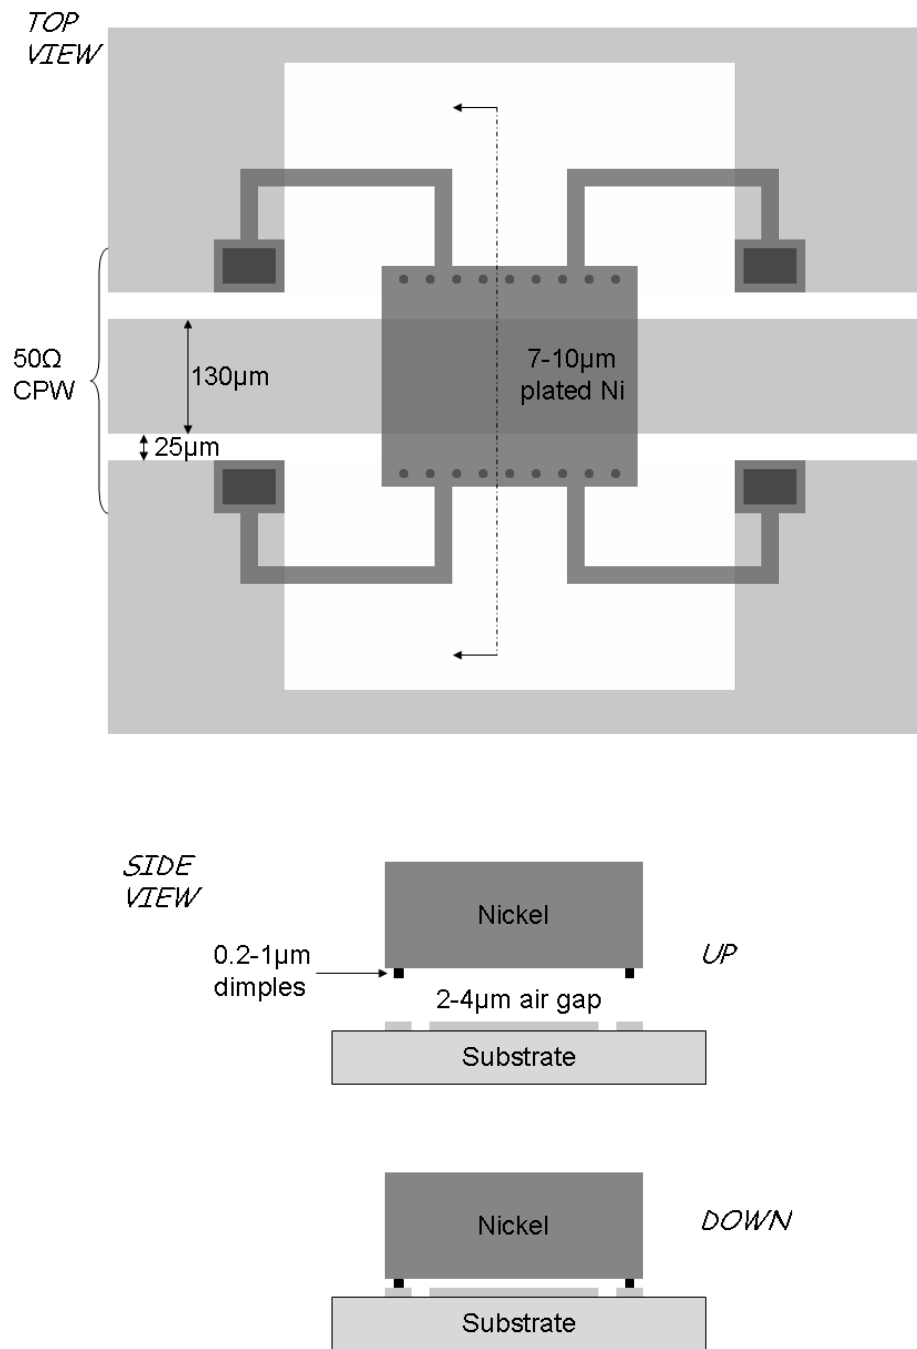 TOP
VIEW
50Ω
CPW
130μm
25μm
7-10μm
plated Ni
SIDE
VIEW
Nickel
UP
0.2-1μm
dimples
2-4μm air gap
Substrate
Nickel
DOWN
Substrate